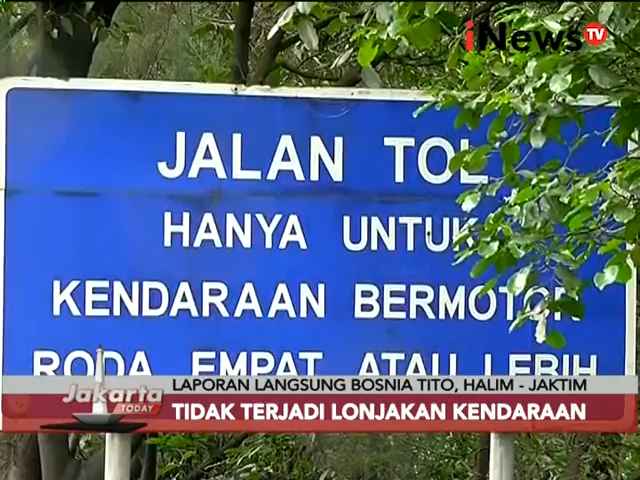 iNews TV
JALAN TOL
HANYA UNTUK
KENDARAAN BERMOTOR
RODA EMPAT ATAU LEBIH
LAPORAN LANGSUNG BOSNIA TITO, HALIM - JAKTIM
Jakarta
TODAY
TIDAK TERJADI LONJAKAN KENDARAAN